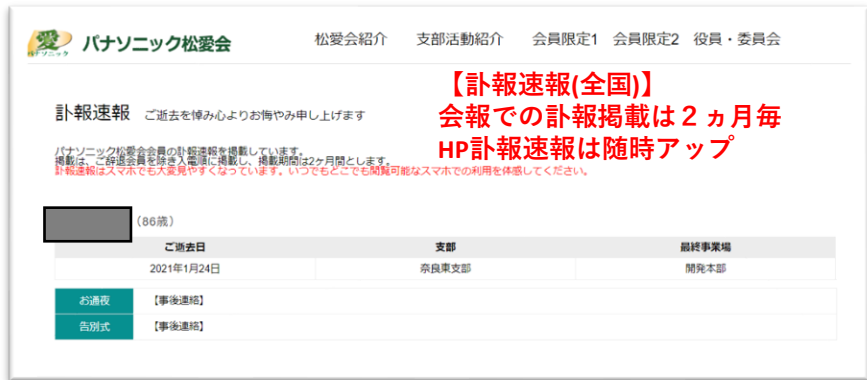 愛
パナソニック
パナソニック松愛会
松愛会紹介 支部活動紹介 会員限定1 会員限定2 役員・委員会
【訃報速報(全国)】
会報での訃報掲載は2ヵ月毎
HP訃報速報は随時アップ
訃報速報 ご逝去を悼み心よりお悔やみ申し上げます
パナソニック松愛会会員の訃報速報を掲載しています。
掲載は、ご辞退会員を除き入電順に掲載し、掲載期間は2ケ月間とします。
訃報速報はスマホでも大変見やすくなっています。いつでもどこでも閲覧可能なスマホでの利用を体感してください。
(86歳)
ご逝去日 支部 最終事業場
2021年1月24日 奈良東支部 開発本部
お通夜 【事後連絡】
告別式 【事後連絡】